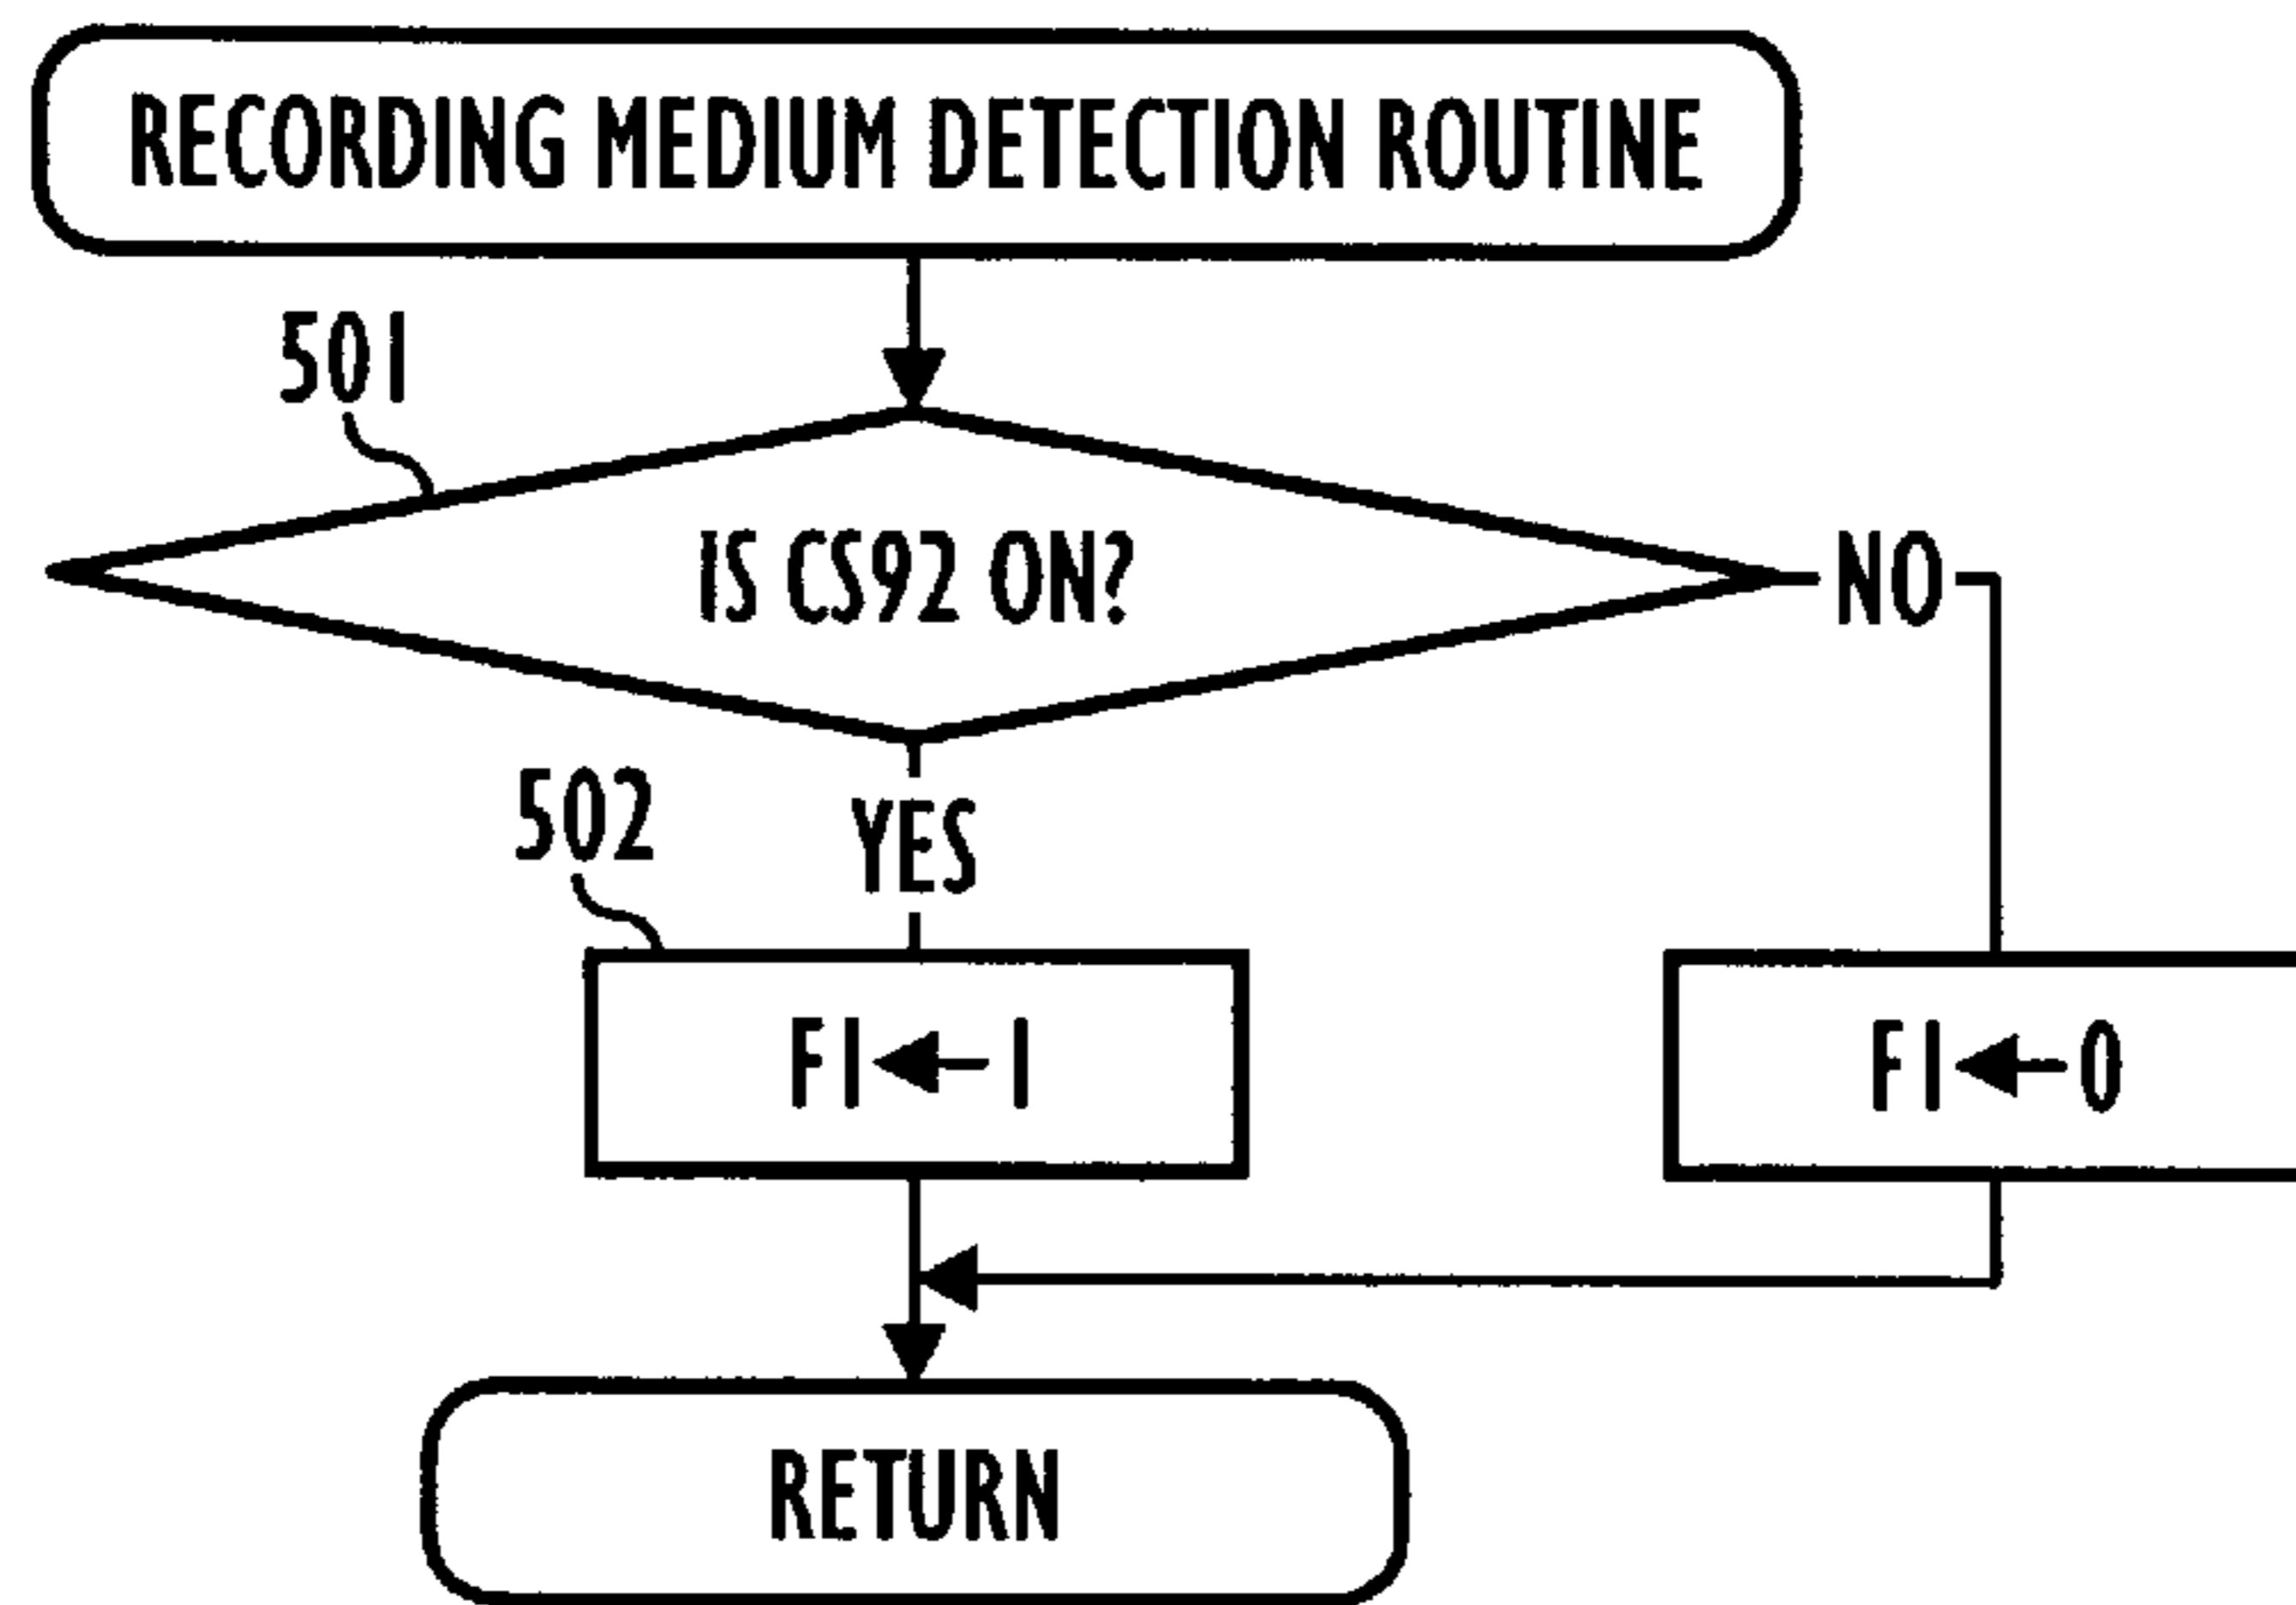 RECORDING MEDIUM DETECTION ROUTINE
501
IS CS92 ON?
NO
502
YES
F1 ← 1
F1 ← 0
RETURN